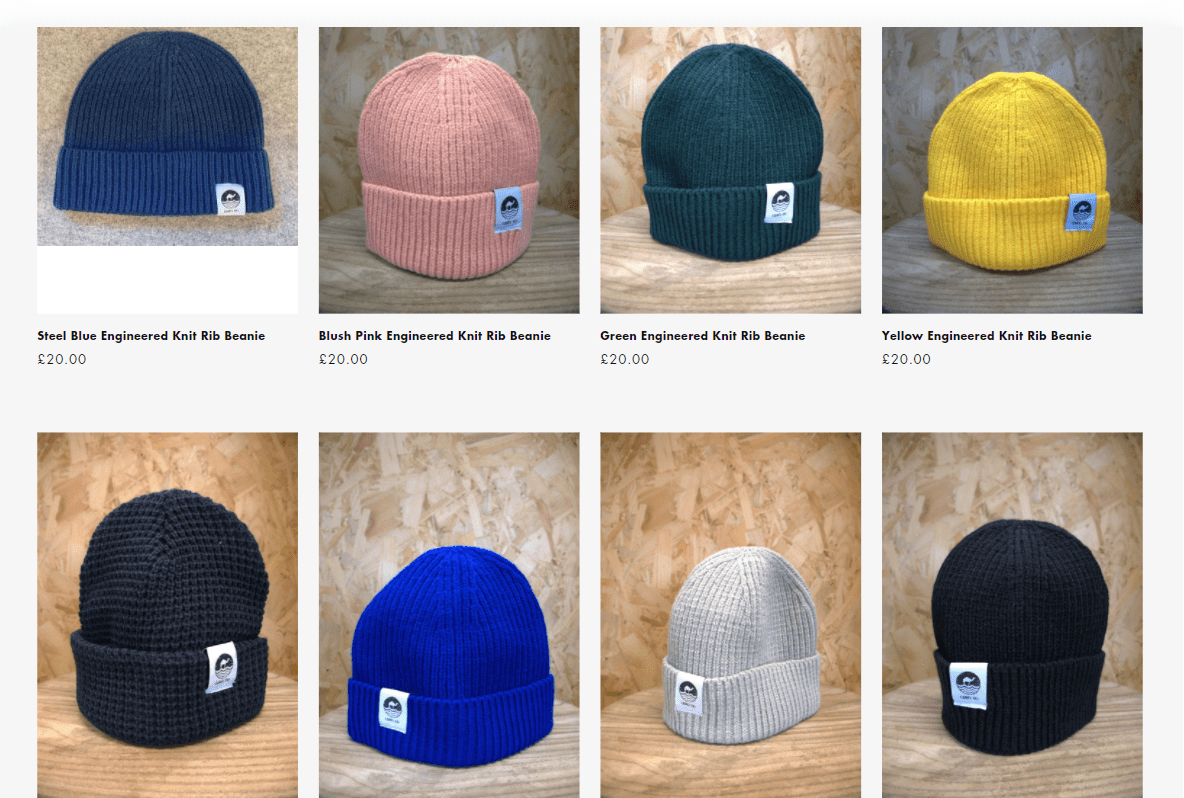 Steel Blue Engineered Knit Rib Beanie
£20.00
Blush Pink Engineered Knit Rib Beanie
£20.00
Green Engineered Knit Rib Beanie
£20.00
Yellow Engineered Knit Rib Beanie
£20.00